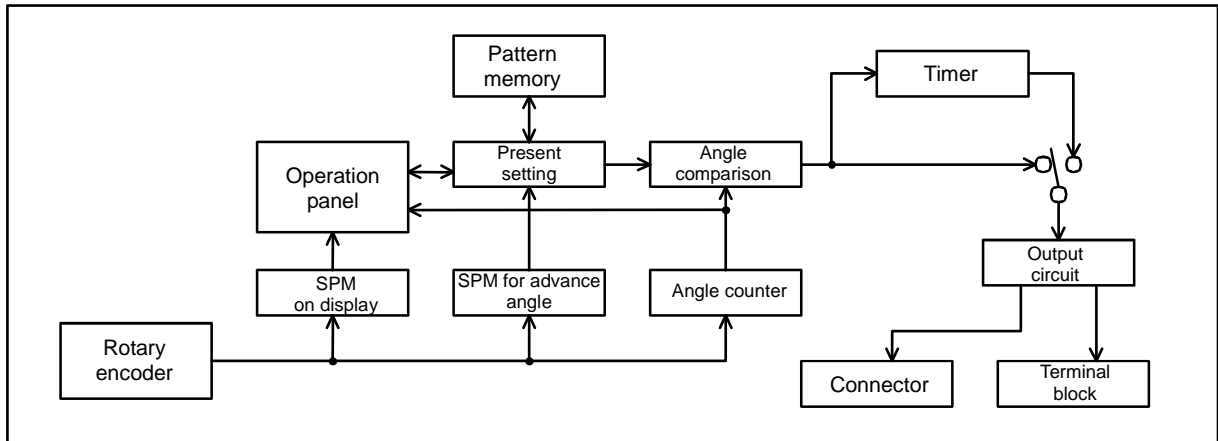 Pattern
memory
Timer
Operation
panel
Present
setting
Angle
comparison
SPM
on display
SPM for advance
angle
Angle counter
Output
circuit
Rotary
encoder
Connector
Terminal
block